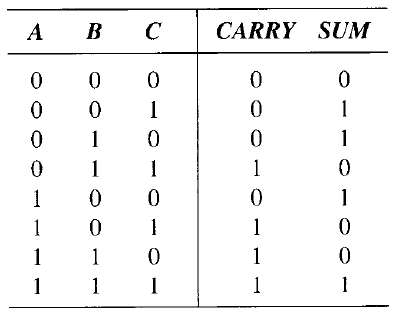 A B C CARRY SUM
0 0 0 0 0
0 0 1 0 1
0 1 0 0 1
0 1 1 1 0
1 0 0 0 1
1 0 1 1 0
1 1 0 1 0
1 1 1 1 1